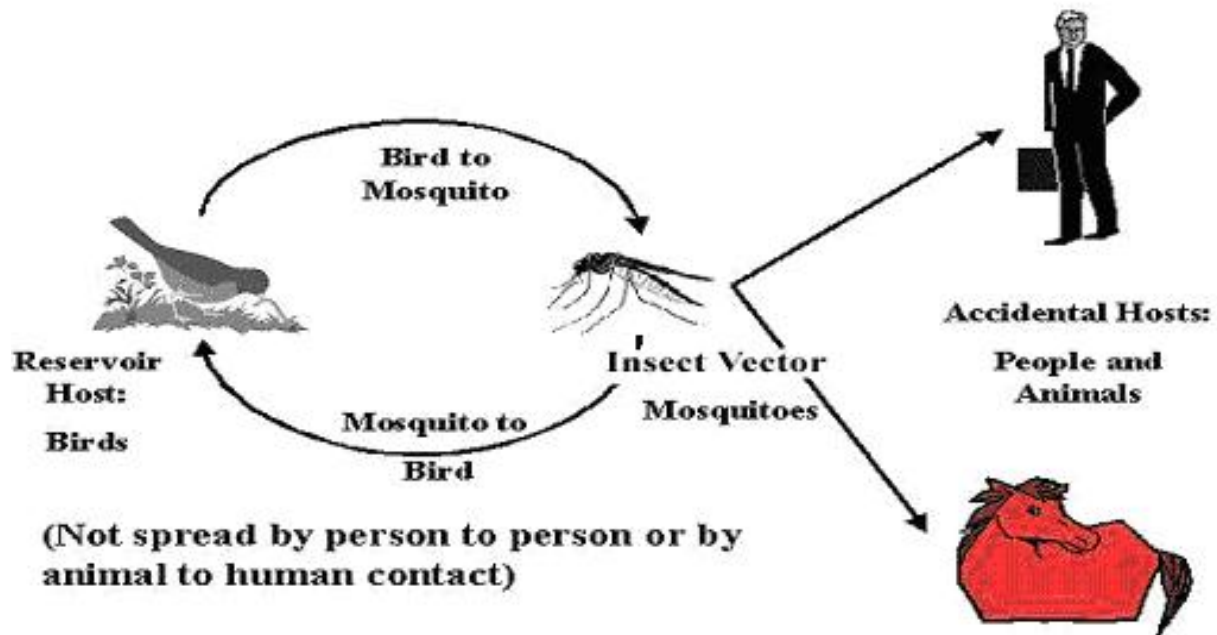 Bird to
Mosquito
Reservoir
Host:
Birds
Insect Vector
Mosquitoes
Mosquito to
Bird
Accidental Hosts:
People and
Animals
(Not spread by person to person or by
animal to human contact)